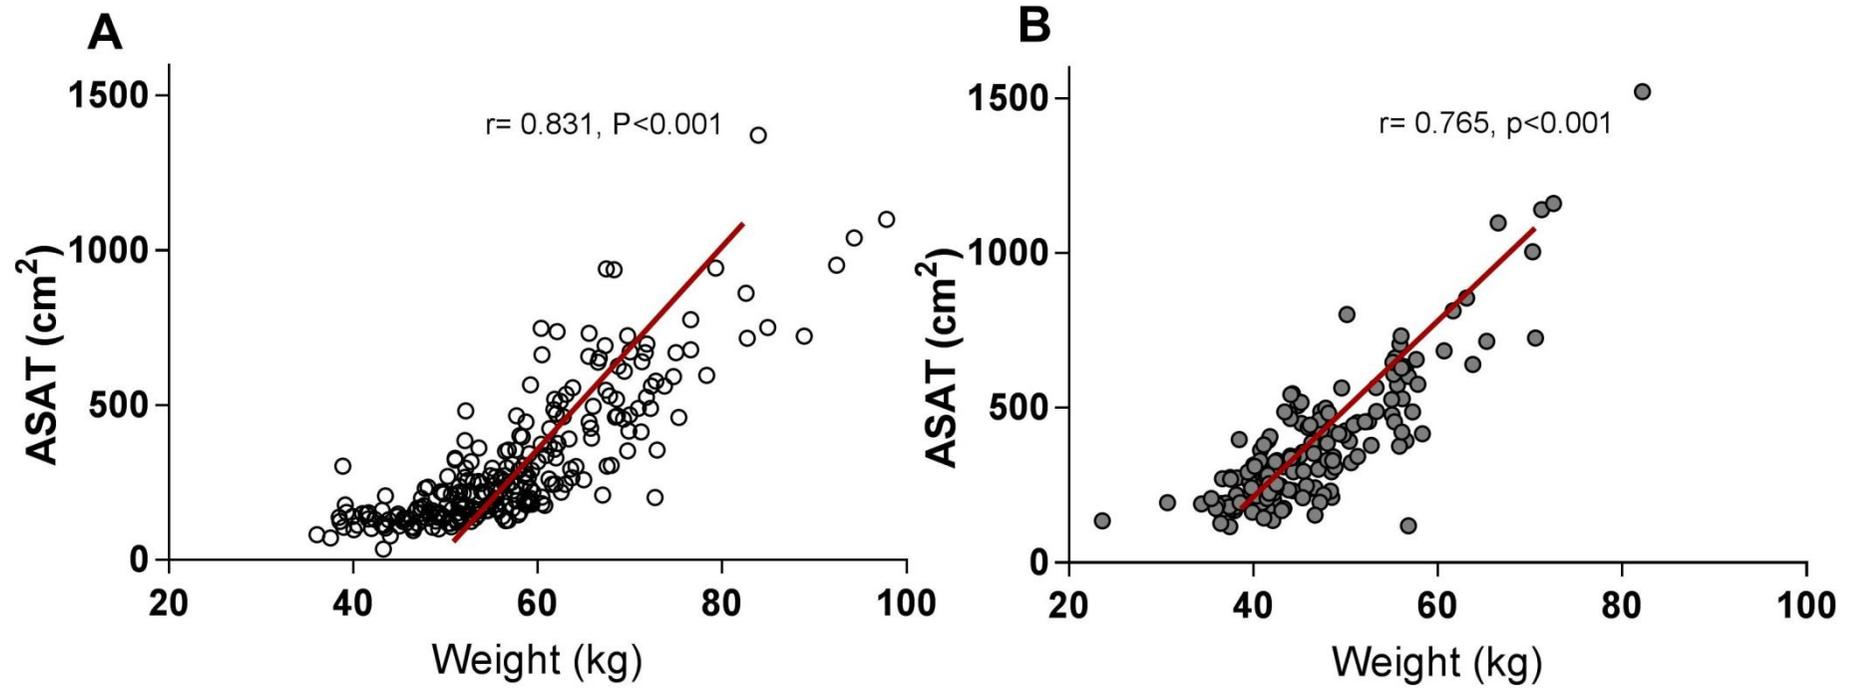 A
1500
1000
500
0
ASAT (cm²)
r= 0.831, P<0.001
20 40 60 80 100
Weight (kg)
B
1500
1000
500
0
ASAT (cm²)
r= 0.765, p<0.001
20 40 60 80 100
Weight (kg)